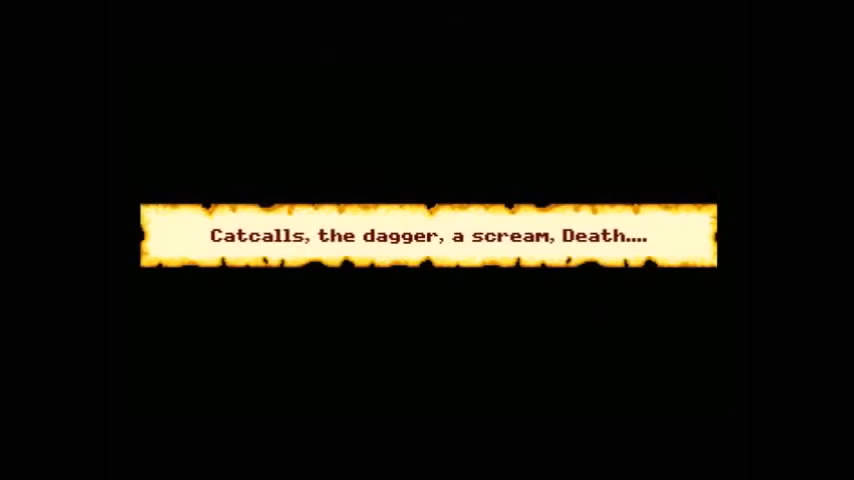 Catcalls, the dagger, a scream, Death....